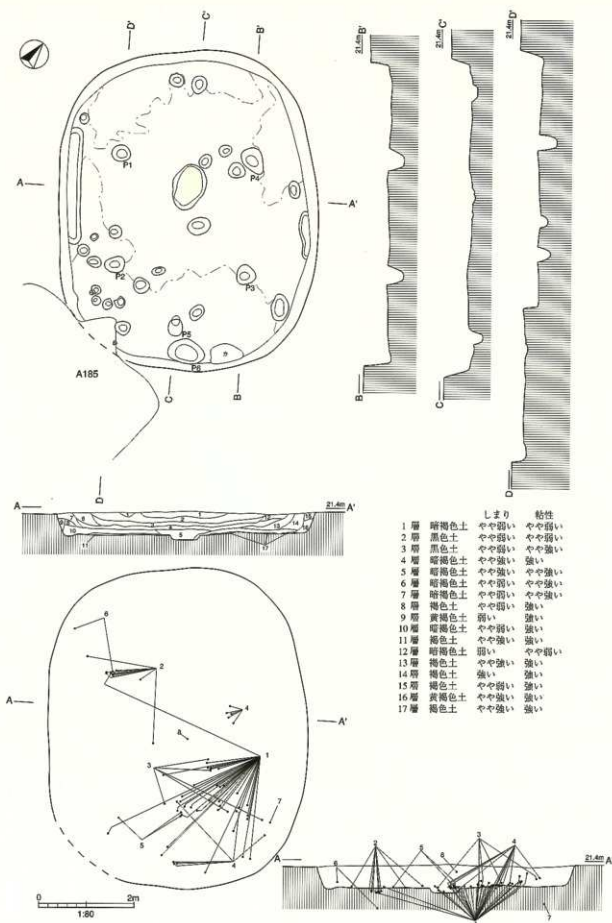 D' C' B'
B' C' D'
21.4m 21.4m 21.4m
P1 P4
A A'
P2 P3
P5
P6
A185
C B
D
B C D
A 21.4m A'
しまり 粘性
1層 暗褐色土 やや弱い やや弱い
2層 黒色土 やや弱い やや弱い
3層 黒色土 やや弱い やや強い
4層 暗褐色土 やや強い 強い
5層 暗褐色土 やや強い やや強い
6層 暗褐色土 やや弱い やや強い
7層 暗褐色土 やや弱い やや強い
8層 褐色土 やや弱い 強い
9層 黄褐色土 弱い 強い
10層 暗褐色土 やや弱い 強い
11層 褐色土 やや強い 強い
12層 暗褐色土 弱い やや弱い
13層 褐色土 やや強い 強い
14層 褐色土 強い 強い
15層 褐色土 やや弱い 強い
16層 黄褐色土 やや強い 強い
17層 褐色土 やや強い 強い
6
2
A 4 A'
8
1
3
7
5
4
0 2m
1:80
A 6 2 5 8 3 4 21.4m A'
7